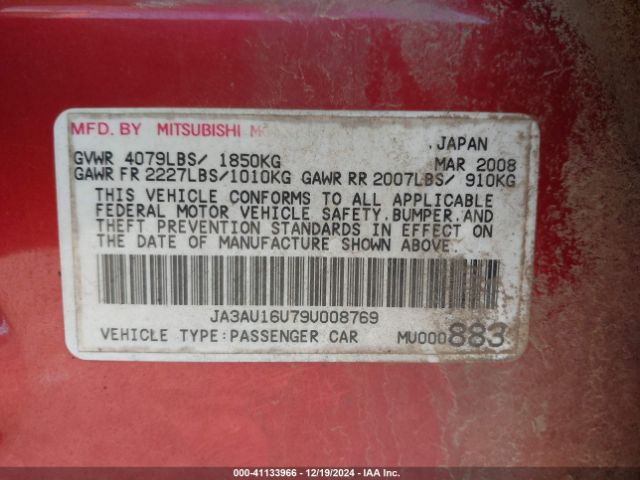 MFD. BY MITSUBISHI
JAPAN
GVWR 4079LBS/ 1850KG MAR 2008
GAWR FR 2227LBS/1010KG GAWR RR 2007LBS/ 910KG
THIS VEHICLE CONFORMS TO ALL APPLICABLE
FEDERAL MOTOR VEHICLE SAFETY, BUMPER, AND
THEFT PREVENTION STANDARDS IN EFFECT ON
THE DATE OF MANUFACTURE SHOWN ABOVE.
JA3AU16U79U008769
VEHICLE TYPE:PASSENGER CAR MU000883
000-41133966 • 12/19/2024 • IAA Inc.